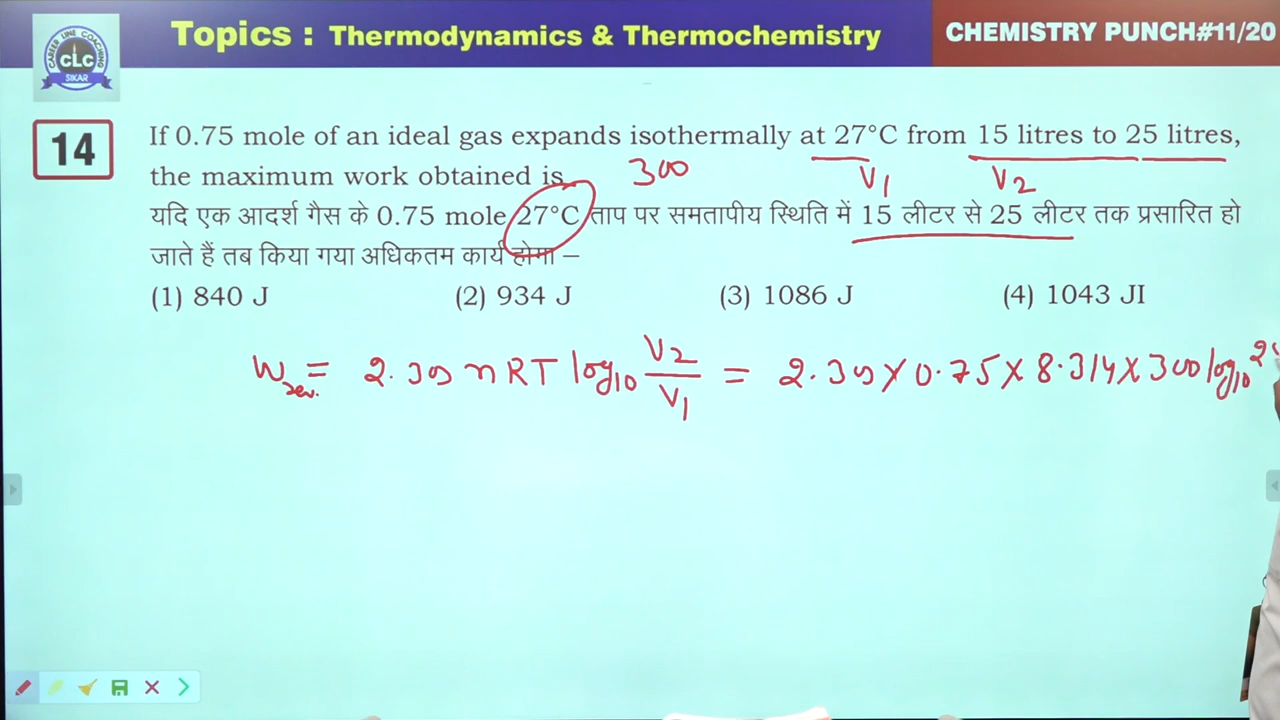 CAREER LINE COACHING
CLC
SIKAR
Topics : Thermodynamics & Thermochemistry
CHEMISTRY PUNCH#11/20
14
If 0.75 mole of an ideal gas expands isothermally at 27°C from 15 litres to 25 litres,
the maximum work obtained is
300 V1 V2
यदि एक आदर्श गैस के 0.75 mole 27°C ताप पर समतापीय स्थिति में 15 लीटर से 25 लीटर तक प्रसारित हो
जाते हैं तब किया गया अधिकतम कार्य होगा –
(1) 840 J (2) 934 J (3) 1086 J (4) 1043 JI
Wrev. = 2.303 nRT log10 V2/V1 = 2.303 × 0.75 × 8.314 × 300 log10